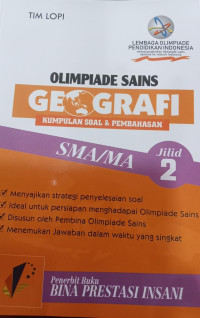 TIM LOPI
LEMBAGA OLIMPIADE
PENDIDIKAN INDONESIA
OLIMPIADE SAINS
GEOGRAFI
KUMPULAN SOAL & PEMBAHASAN
SMA/MA
Jilid
2
Menyajikan strategi penyelesaian soal
Ideal untuk persiapan menghadapai Olimpiade Sains
Disusun oleh Pembina Olimpiade Sains
Menemukan Jawaban dalam waktu yang singkat
Penerbit Buku
BINA PRESTASI INSANI